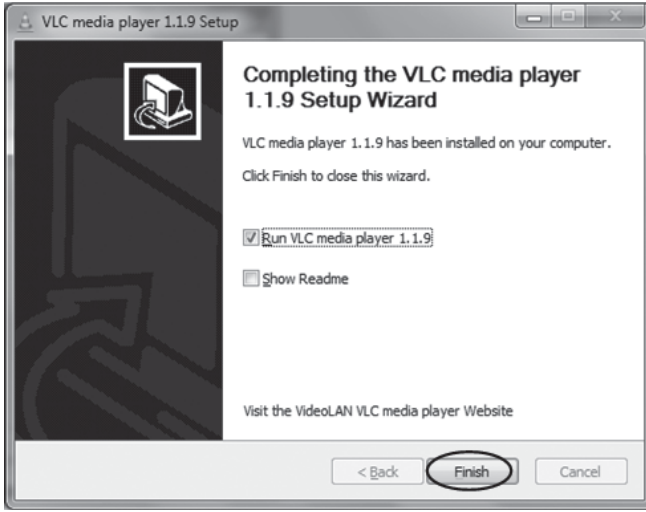 VLC media player 1.1.9 Setup
Completing the VLC media player
1.1.9 Setup Wizard
VLC media player 1.1.9 has been installed on your computer.
Click Finish to close this wizard.
Run VLC media player 1.1.9
Show Readme
Visit the VideoLAN VLC media player Website
< Back Finish Cancel